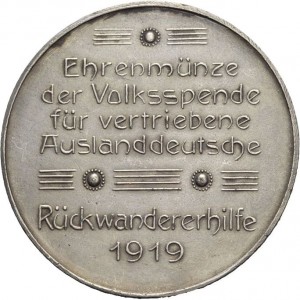 Ehrenmünze
der Volksspende
für vertriebene
Auslanddeutsche
Rückwandererhilfe
1919